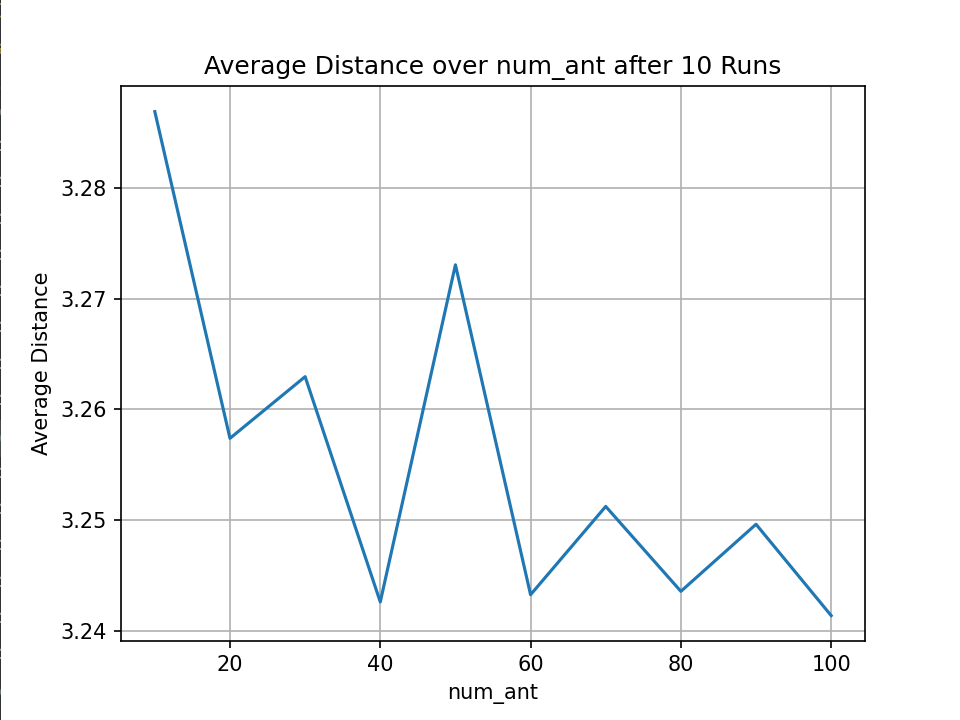 Average Distance over num_ant after 10 Runs
Average Distance
3.28
3.27
3.26
3.25
3.24
20 40 60 80 100
num_ant